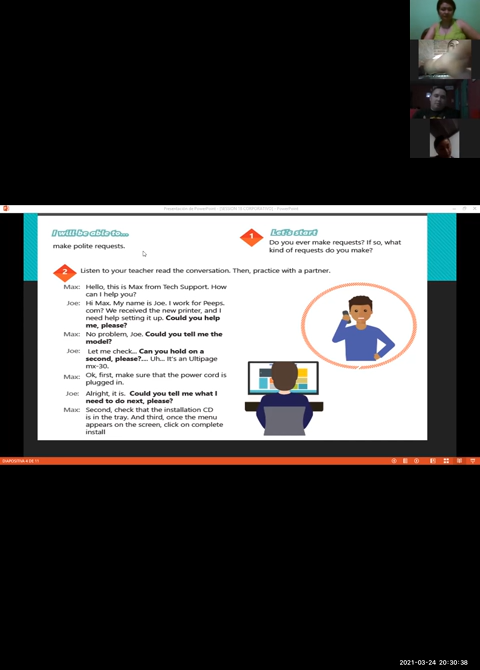 I will be able to...
make polite requests.
1
Let's start
Do you ever make requests? If so, what
kind of requests do you make?
2
Listen to your teacher read the conversation. Then, practice with a partner.
Max: Hello, this is Max from Tech Support. How
can I help you?
Joe: Hi Max. My name is Joe. I work for Peeps.
com? We received the new printer, and I
need help setting it up. Could you help
me, please?
Max: No problem, Joe. Could you tell me the
model?
Joe: Let me check... Can you hold on a
second, please?.... Uh... It's an Ultipage
mx-30.
Max: Ok, first, make sure that the power cord is
plugged in.
Joe: Alright, it is. Could you tell me what I
need to do next, please?
Max: Second, check that the installation CD
is in the tray. And third, once the menu
appears on the screen, click on complete
install
DIAPOSITIVA 4 DE 11
2021-03-24 20:30:38